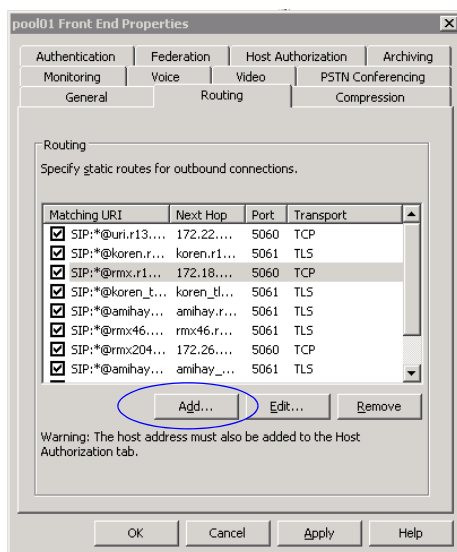 pool01 Front End Properties
Authentication Federation Host Authorization Archiving
Monitoring Voice Video PSTN Conferencing
General Routing Compression
Routing
Specify static routes for outbound connections.
Matching URI Next Hop Port Transport
SIP:*@uri.r13.... 172.22.... 5060 TCP
SIP:*@koren.r... koren.r1... 5061 TLS
SIP:*@rmx.r1... 172.18.... 5060 TCP
SIP:*@koren_t... koren_tl... 5061 TLS
SIP:*@amihay... amihay.r... 5061 TLS
SIP:*@rmx46.... rmx46.r... 5061 TLS
SIP:*@rmx204... 172.26.... 5060 TCP
SIP:*@amihay... amihay_... 5061 TLS
Add... Edit... Remove
Warning: The host address must also be added to the Host
Authorization tab.
OK Cancel Apply Help